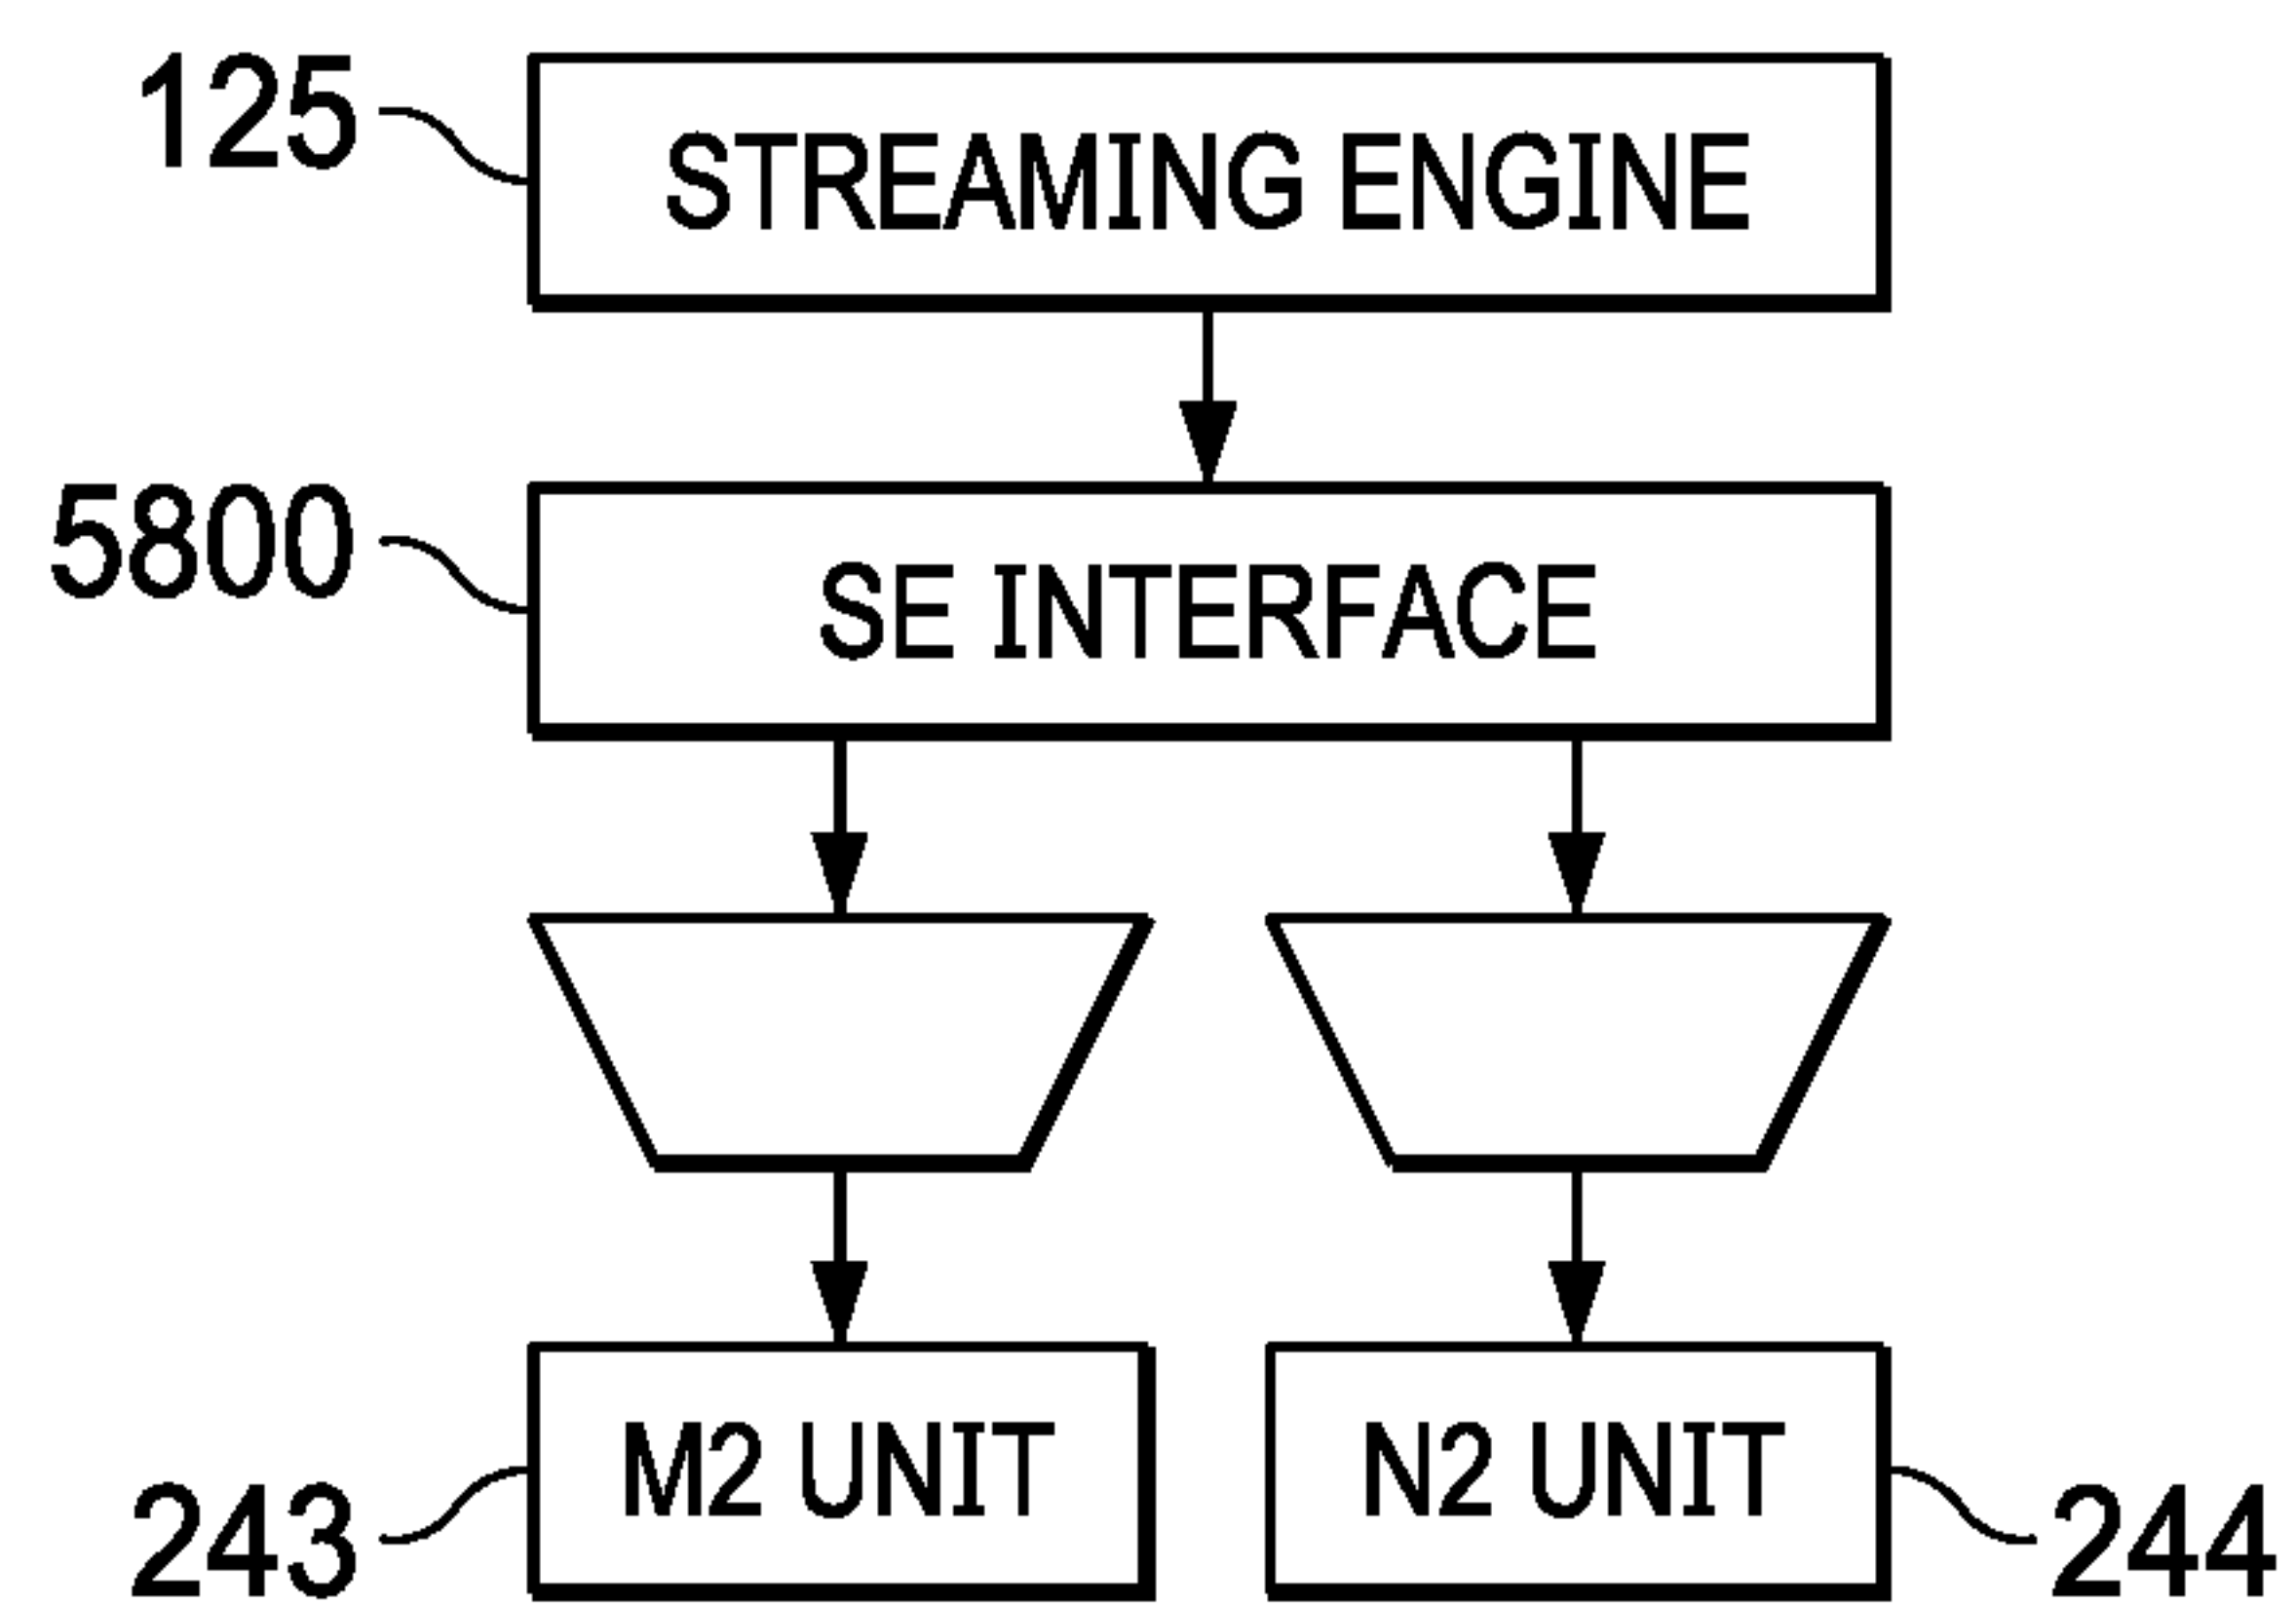 125
STREAMING ENGINE
5800
SE INTERFACE
M2 UNIT
N2 UNIT
243
244